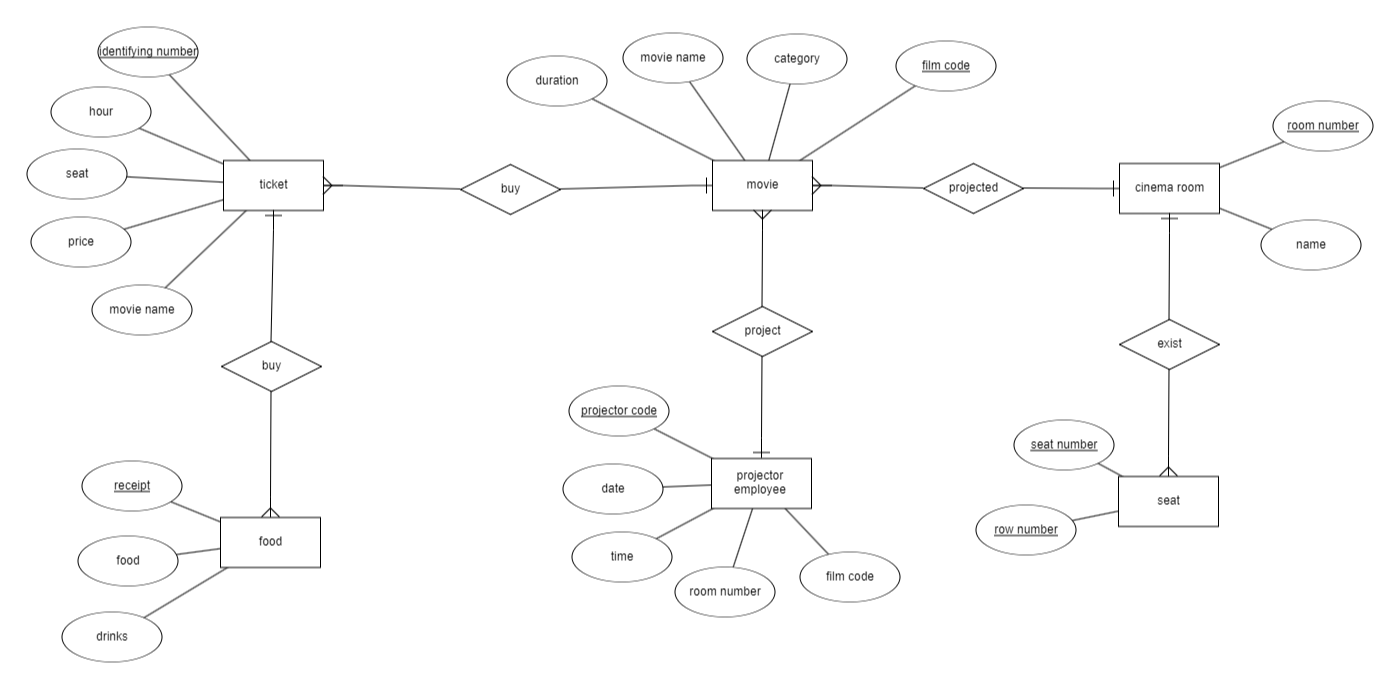 identifying number
hour
seat
price
movie name
ticket
buy
duration
movie name
category
film code
movie
projected
room number
cinema room
name
buy
project
exist
receipt
food
drinks
food
projector code
date
time
room number
film code
projector
employee
seat number
row number
seat